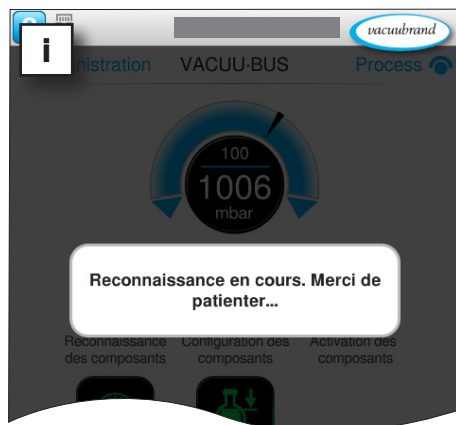 i
vacuubrand
nistration VACUU·BUS Process
100
1006
mbar
Reconnaissance en cours. Merci de
patienter...
Reconnaissance Configuration des Activation des
des composants composants composants